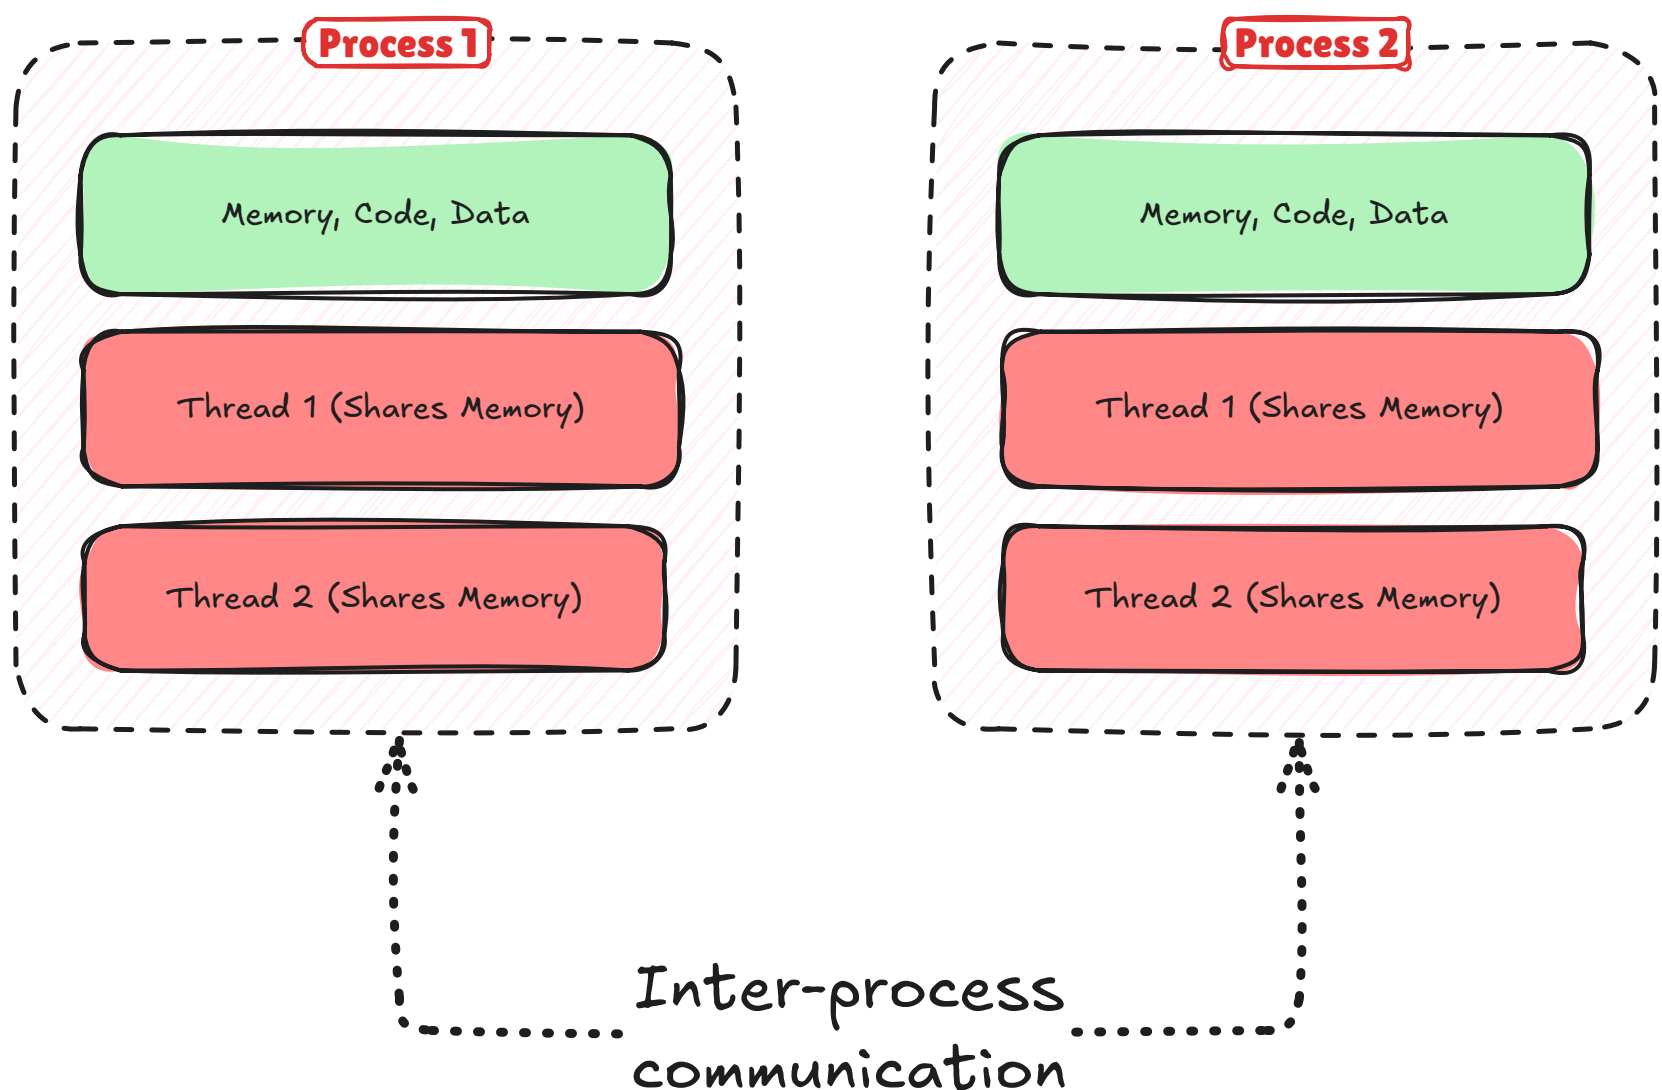 Process 1
Memory, Code, Data
Thread 1 (Shares Memory)
Thread 2 (Shares Memory)
Process 2
Memory, Code, Data
Thread 1 (Shares Memory)
Thread 2 (Shares Memory)
Inter-process
communication